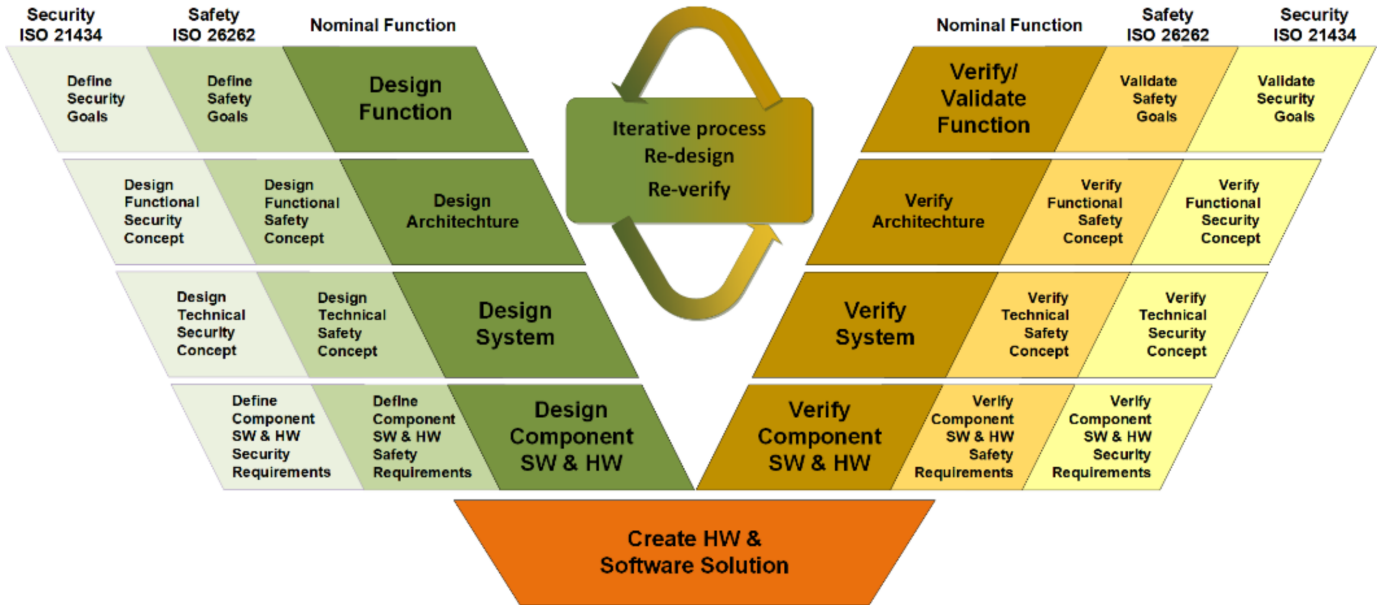 Security
ISO 21434
Safety
ISO 26262
Nominal Function
Nominal Function
Safety
ISO 26262
Security
ISO 21434
Define
Security
Goals
Define
Safety
Goals
Design
Function
Iterative process
Re-design
Re-verify
Verify/
Validate
Function
Validate
Safety
Goals
Validate
Security
Goals
Design
Functional
Security
Concept
Design
Functional
Safety
Concept
Design
Architechture
Verify
Architechture
Verify
Functional
Safety
Concept
Verify
Functional
Security
Concept
Design
Technical
Security
Concept
Design
Technical
Safety
Concept
Design
System
Verify
System
Verify
Technical
Safety
Concept
Verify
Technical
Security
Concept
Define
Component
SW & HW
Security
Requirements
Define
Component
SW & HW
Safety
Requirements
Design
Component
SW & HW
Verify
Component
SW & HW
Verify
Component
SW & HW
Safety
Requirements
Verify
Component
SW & HW
Security
Requirements
Create HW &
Software Solution